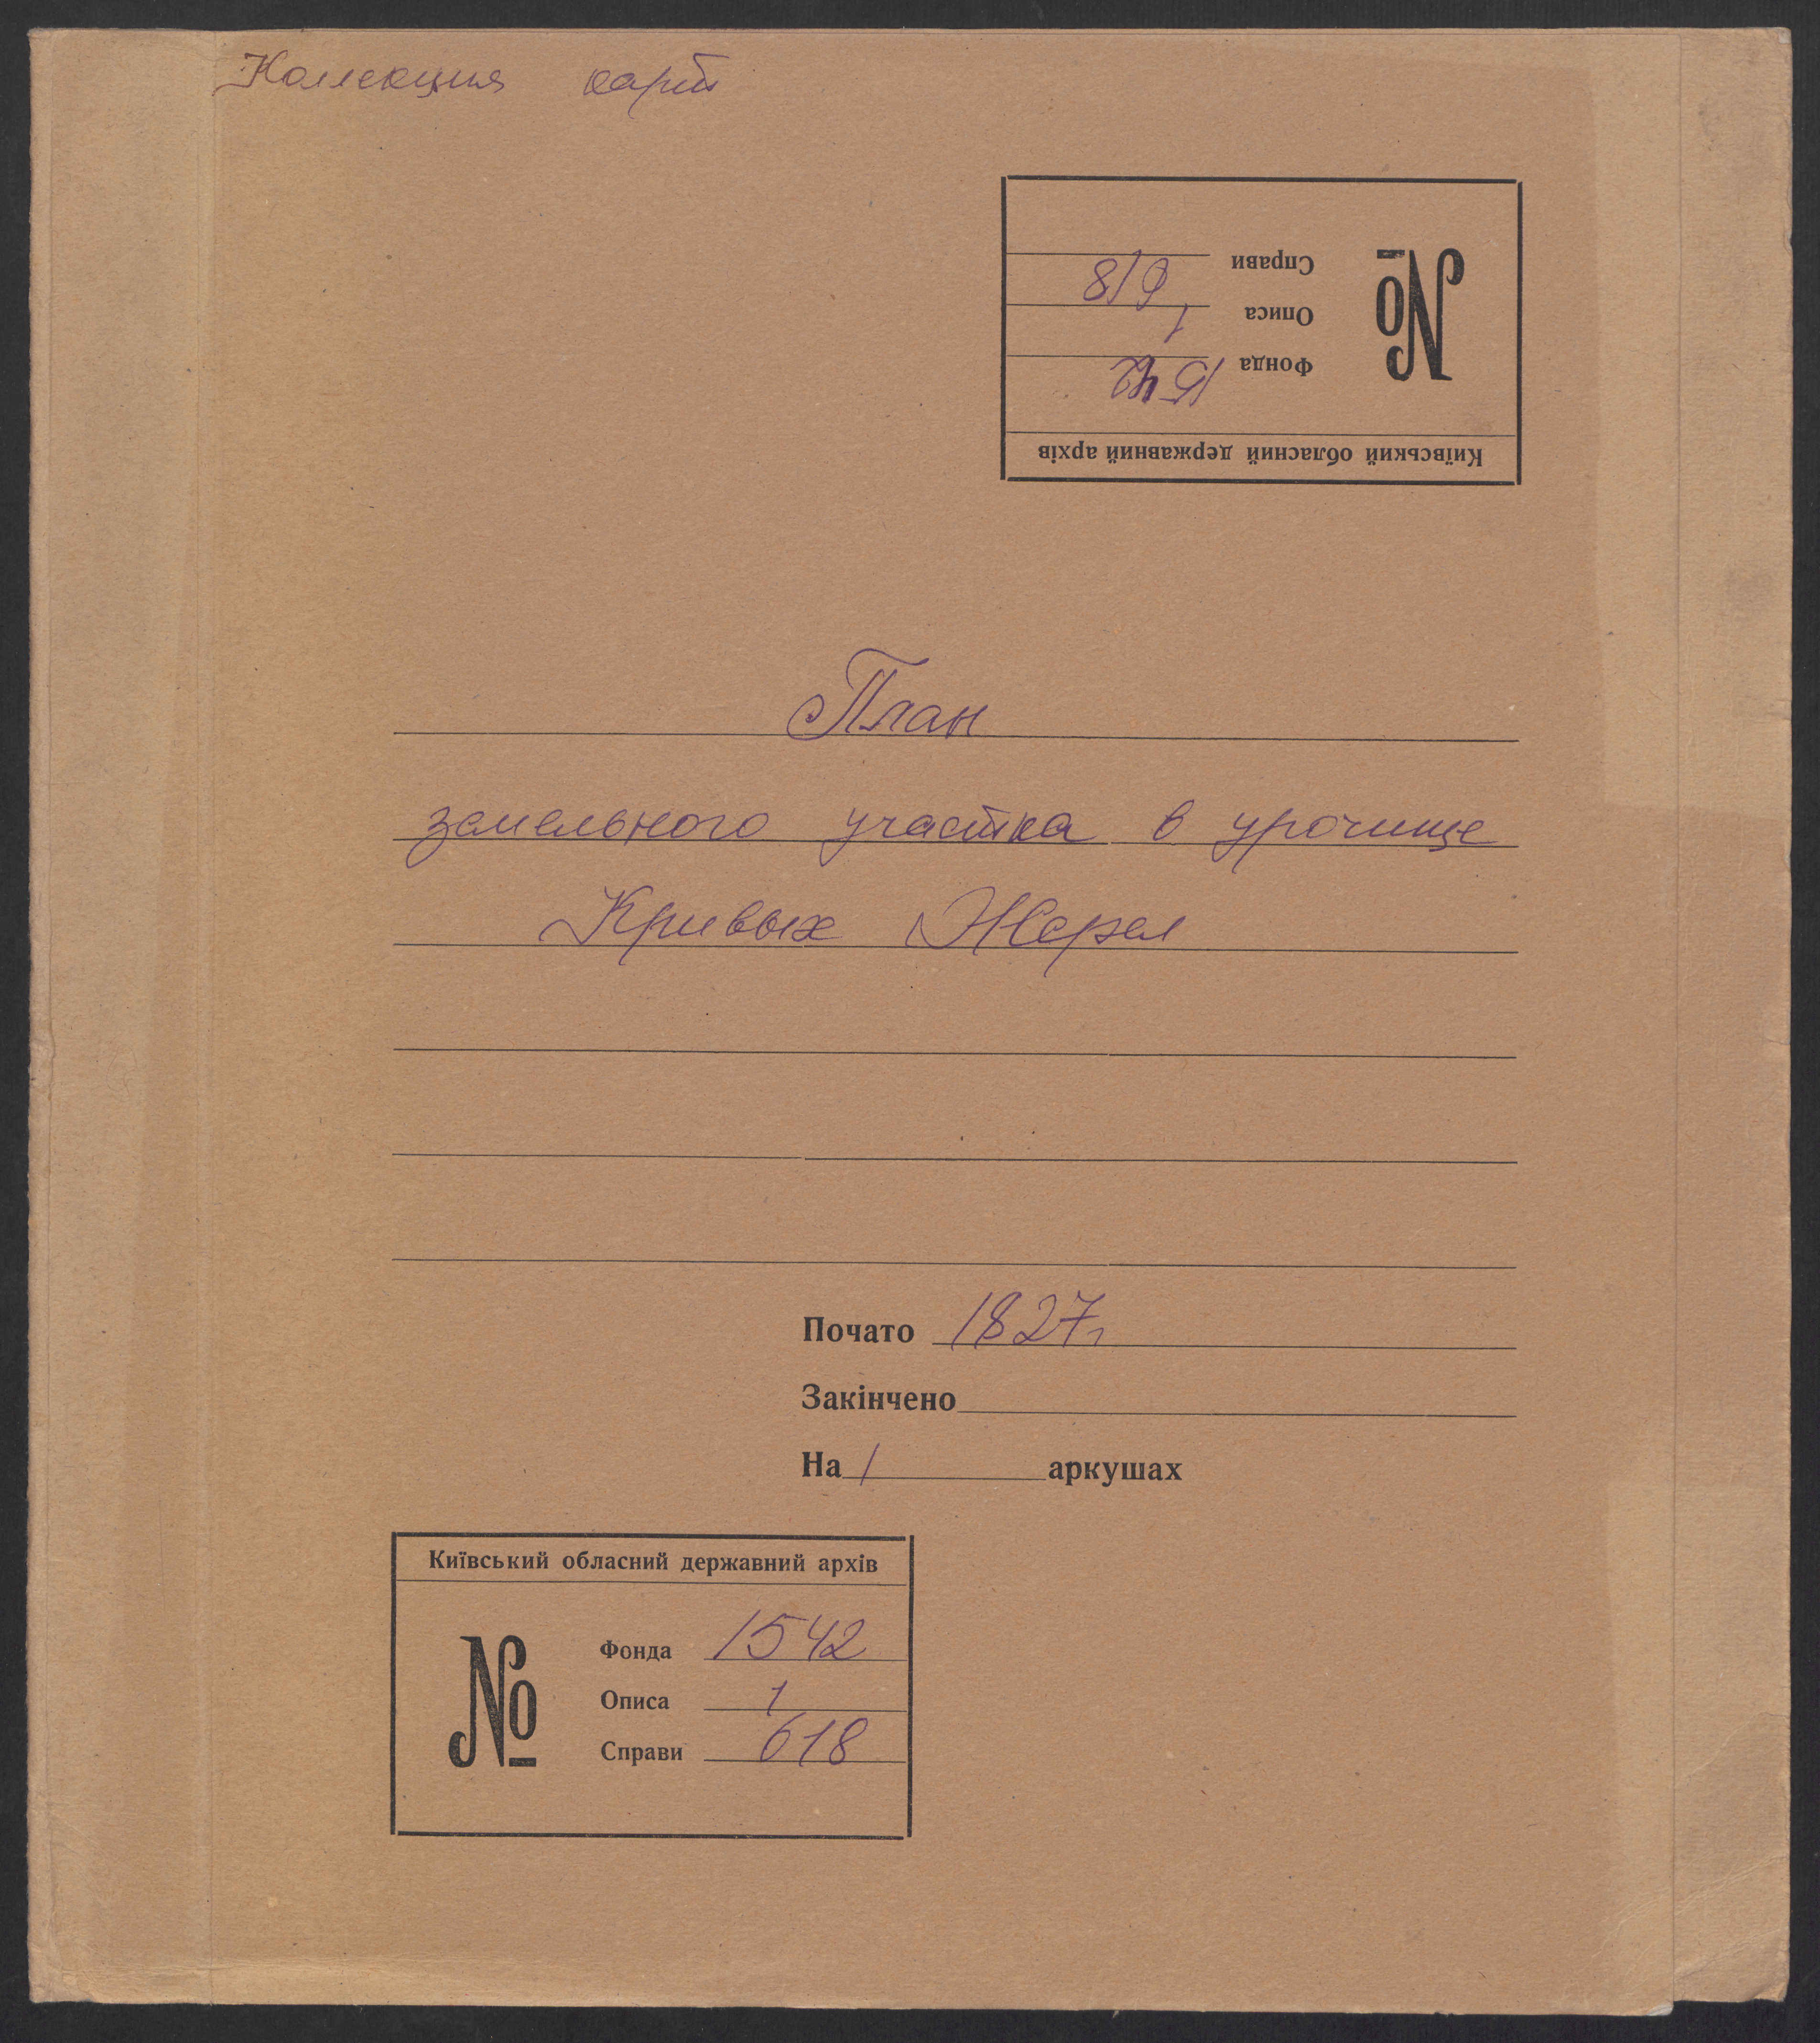 Коллекция карт
Київський обласний державний архів
№
Фонда 1542
Описа 1
Справи 618
План
земельного участка в урочище
Кривых Жерел
Почато 1827г
Закінчено
На 1 аркушах
Київський обласний державний архів
№
Фонда 1542
Описа 1
Справи 618